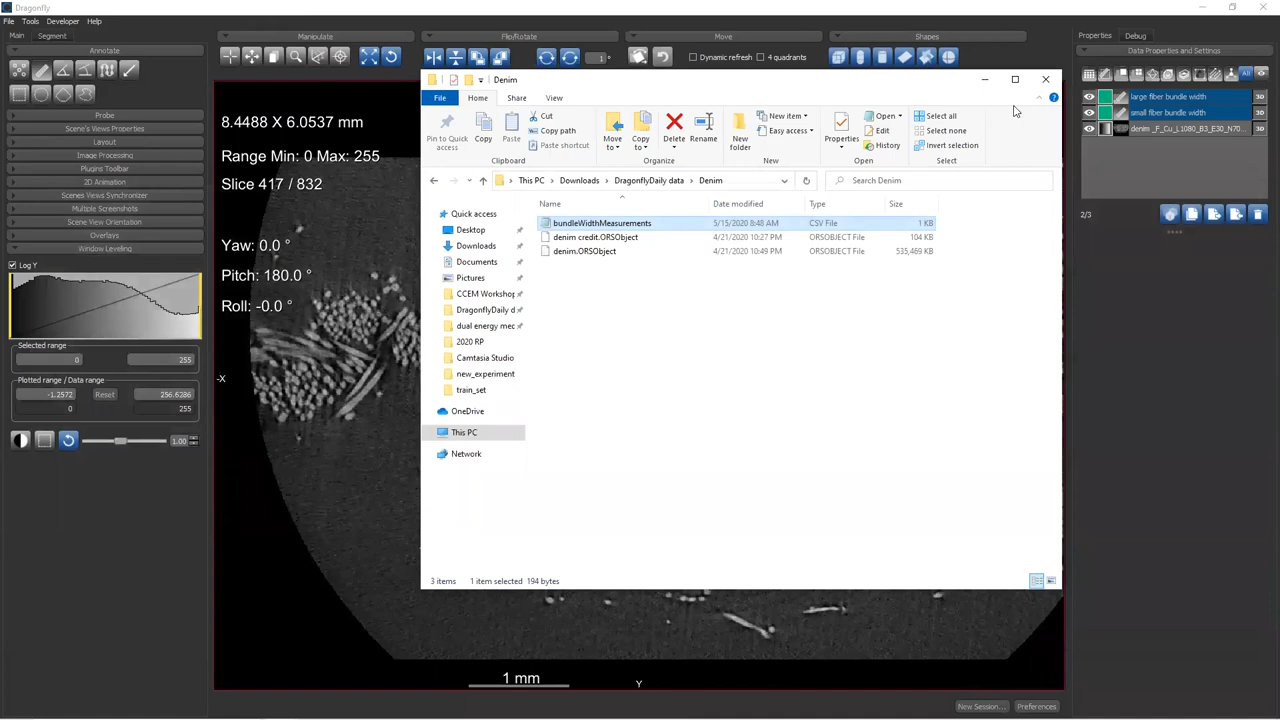 Dragonfly
File Tools Developer Help
Main Segment
Annotate
Manipulate
Flip/Rotate
Move
Shapes
1
Dynamic refresh
4 quadrants
Properties Debug
Data Properties and Settings
All
large fiber bundle width 3D
small fiber bundle width 3D
denim _F_Cu_L1080_B3_E30_N70... 3D
2/3
Probe
Scene's Views Properties
Layout
Image Processing
Plugins Toolbar
2D Animation
Scenes Views Synchronizer
Multiple Screenshots
Scene View Orientation
Overlays
Window Leveling
Log Y
Selected range
0 255
Plotted range / Data range
-1.2572 Reset 256.6286
0 255
1.00
8.4488 X 6.0537 mm
Range Min: 0 Max: 255
Slice 417 / 832
Yaw: 0.0 °
Pitch: 180.0 °
Roll: -0.0 °
-X
1 mm
Y
Denim
File Home Share View
Pin to Quick access
Copy
Paste
Cut
Copy path
Paste shortcut
Clipboard
Move to
Copy to
Delete
Rename
Organize
New folder
New item
Easy access
New
Properties
Open
Edit
History
Open
Select all
Select none
Invert selection
Select
This PC Downloads DragonflyDaily data Denim
Search Denim
Name Date modified Type Size
bundleWidthMeasurements 5/15/2020 8:48 AM CSV File 1 KB
denim credit.ORSObject 4/21/2020 10:27 PM ORSOBJECT File 104 KB
denim.ORSObject 4/21/2020 10:49 PM ORSOBJECT File 535,469 KB
Quick access
Desktop
Downloads
Documents
Pictures
CCEM Workshop
DragonflyDaily d
dual energy mec
2020 RP
Camtasia Studio
new_experiment
train_set
OneDrive
This PC
Network
3 items 1 item selected 194 bytes
New Session... Preferences